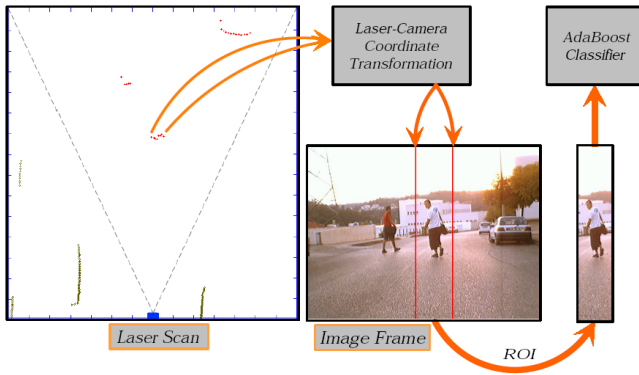 Laser-Camera
Coordinate
Transformation
AdaBoost
Classifier
Laser Scan
Image Frame
ROI